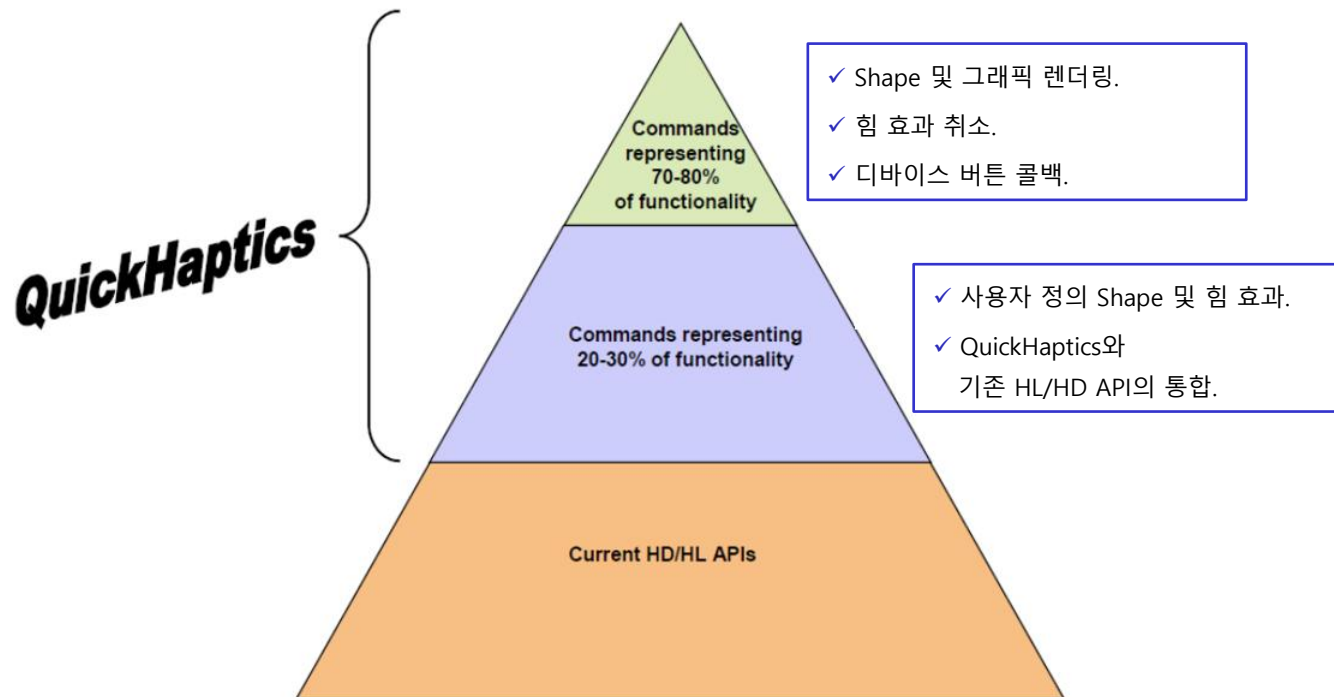 QuickHaptics
Commands
representing
70-80%
of functionality
✓ Shape 및 그래픽 렌더링.
✓ 힘 효과 취소.
✓ 디바이스 버튼 콜백.
Commands representing
20-30% of functionality
✓ 사용자 정의 Shape 및 힘 효과.
✓ QuickHaptics와
기존 HL/HD API의 통합.
Current HD/HL APIs